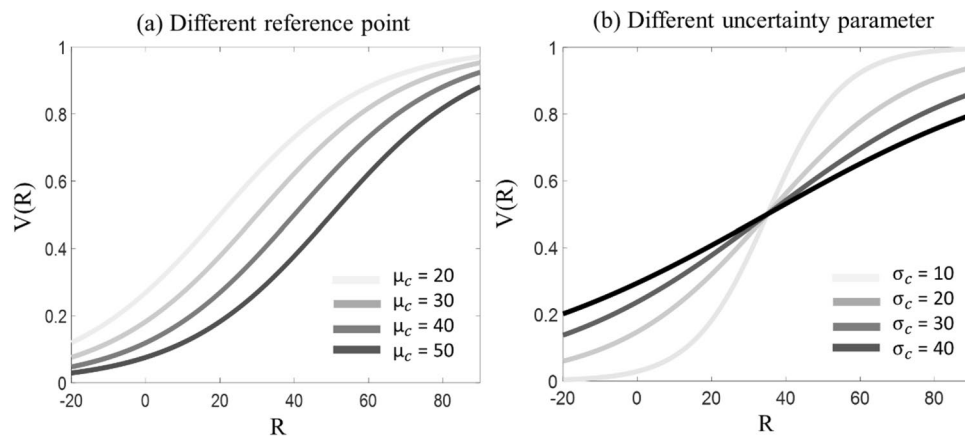 (a) Different reference point
(b) Different uncertainty parameter
1
0.8
0.6
0.4
0.2
0
V(R)
-20
0
20
40
60
80
R
μc = 20
μc = 30
μc = 40
μc = 50
1
0.8
0.6
0.4
0.2
0
V(R)
-20
0
20
40
60
80
R
σc = 10
σc = 20
σc = 30
σc = 40